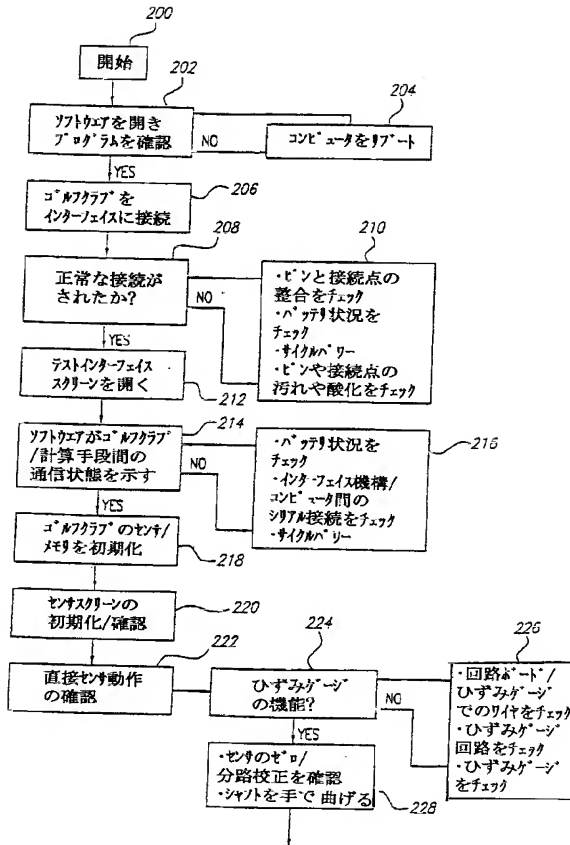 200
開始
202
ソフトウエアを開き
プログラムを確認
204
コンピュータをリブート
NO
YES
ゴルフクラブを
インターフェイスに接続
206
208
正常な接続が
されたか?
NO
210
・ピンと接続点の
整合をチェック
・バッテリ状況を
チェック
・サイクルパワー
・ピンや接続点の
汚れや酸化をチェック
YES
テストインターフェイス
スクリーンを開く
212
214
ソフトウエアがゴルフクラブ
/計算手段間の
通信状態を示す
NO
216
・バッテリ状況を
チェック
・インターフェイス機構/
コンピュータ間の
シリアル接続をチェック
・サイクルパワー
YES
ゴルフクラブのセンサ/
メモリを初期化
218
センサスクリーンの
初期化/確認
220
222
直接センサ動作
の確認
224
ひずみゲージ
の機能?
NO
226
・回路ボード/
ひずみゲージ
でのワイヤをチェック
・ひずみゲージ
回路をチェック
・ひずみゲージ
をチェック
YES
・センサのゼロ/
分路校正を確認
・シャフトを手で曲げる
228